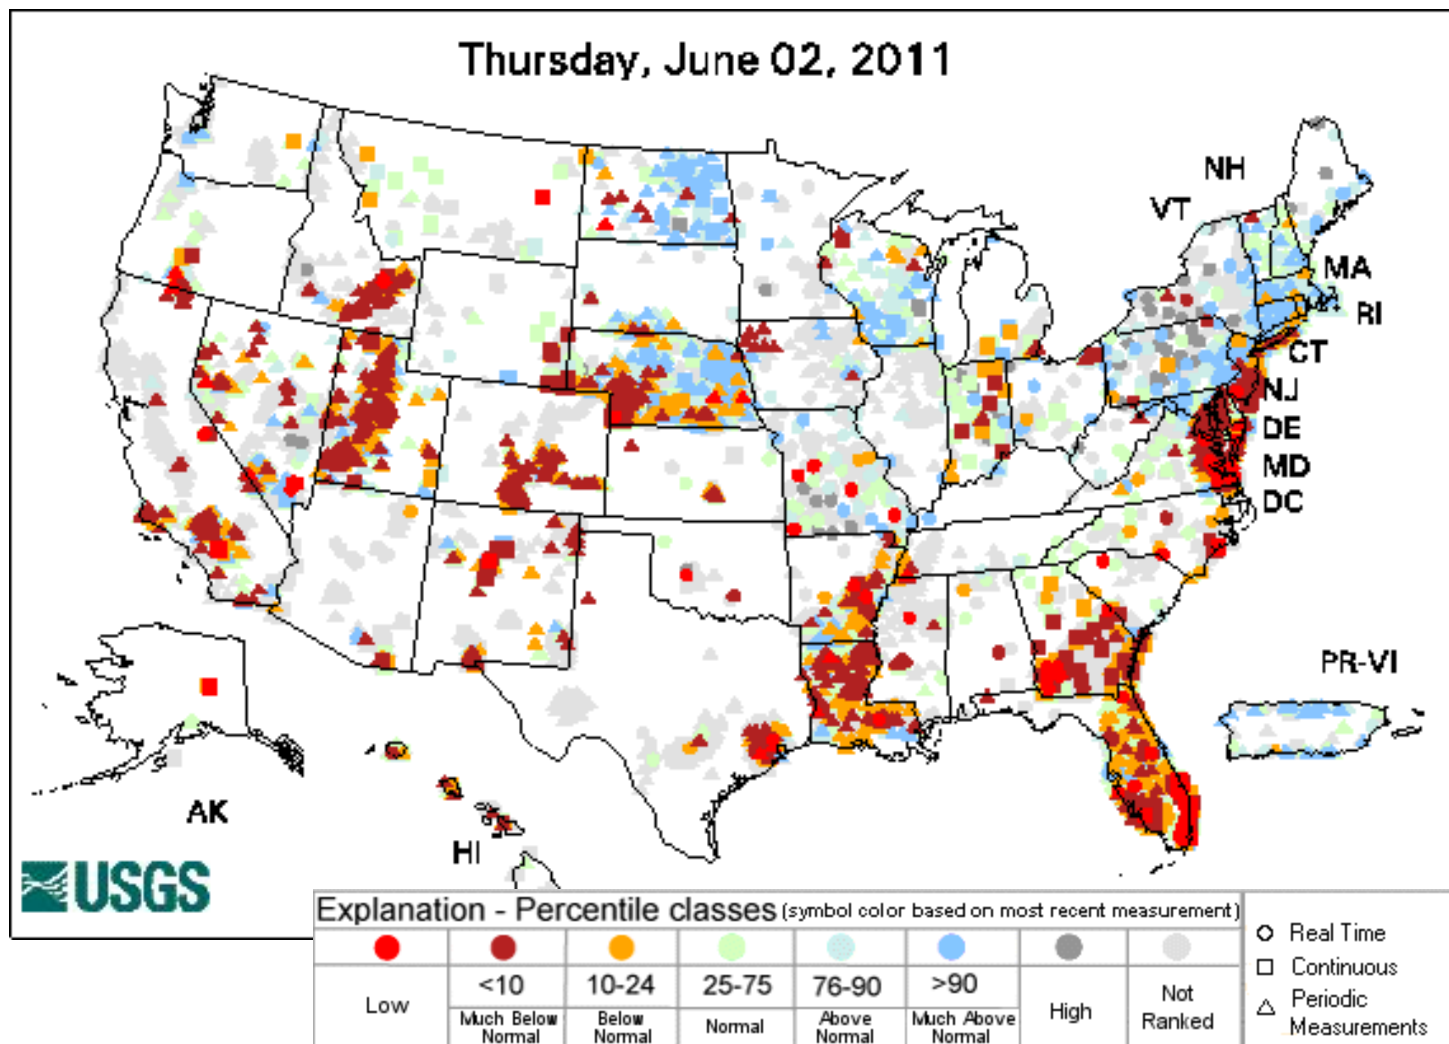 Thursday, June 02, 2011
NH
VT
MA
RI
CT
NJ
DE
MD
DC
PR-VI
AK
HI
USGS
Explanation - Percentile classes (symbol color based on most recent measurement)
Low
<10
Much Below
Normal
10-24
Below
Normal
25-75
Normal
76-90
Above
Normal
>90
Much Above
Normal
High
Not
Ranked
Real Time
Continuous
Periodic
Measurements